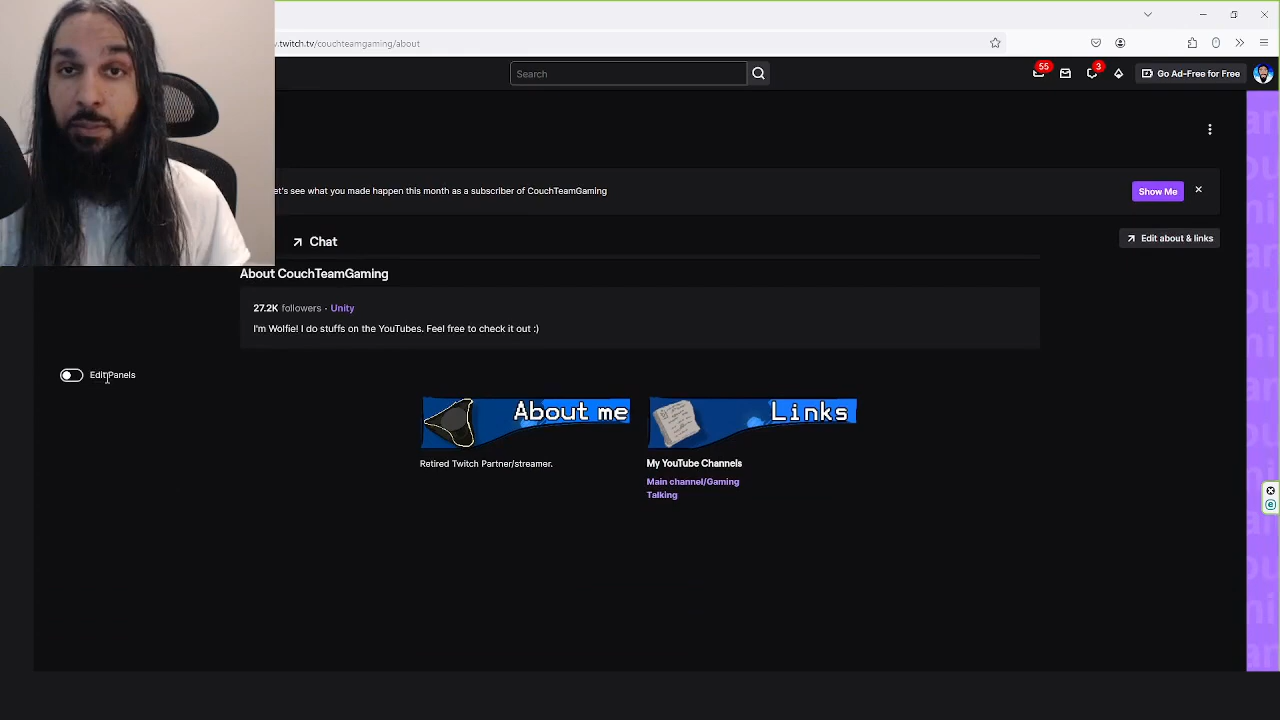 .twitch.tv/couchteamgaming/about
Search
55
3
Go Ad-Free for Free
et's see what you made happen this month as a subscriber of CouchTeamGaming
Show Me
Chat
Edit about & links
About CouchTeamGaming
27.2K followers · Unity
I'm Wolfie! I do stuffs on the YouTubes. Feel free to check it out :)
Edit Panels
About me
Links
Retired Twitch Partner/streamer.
My YouTube Channels
Main channel/Gaming
Talking